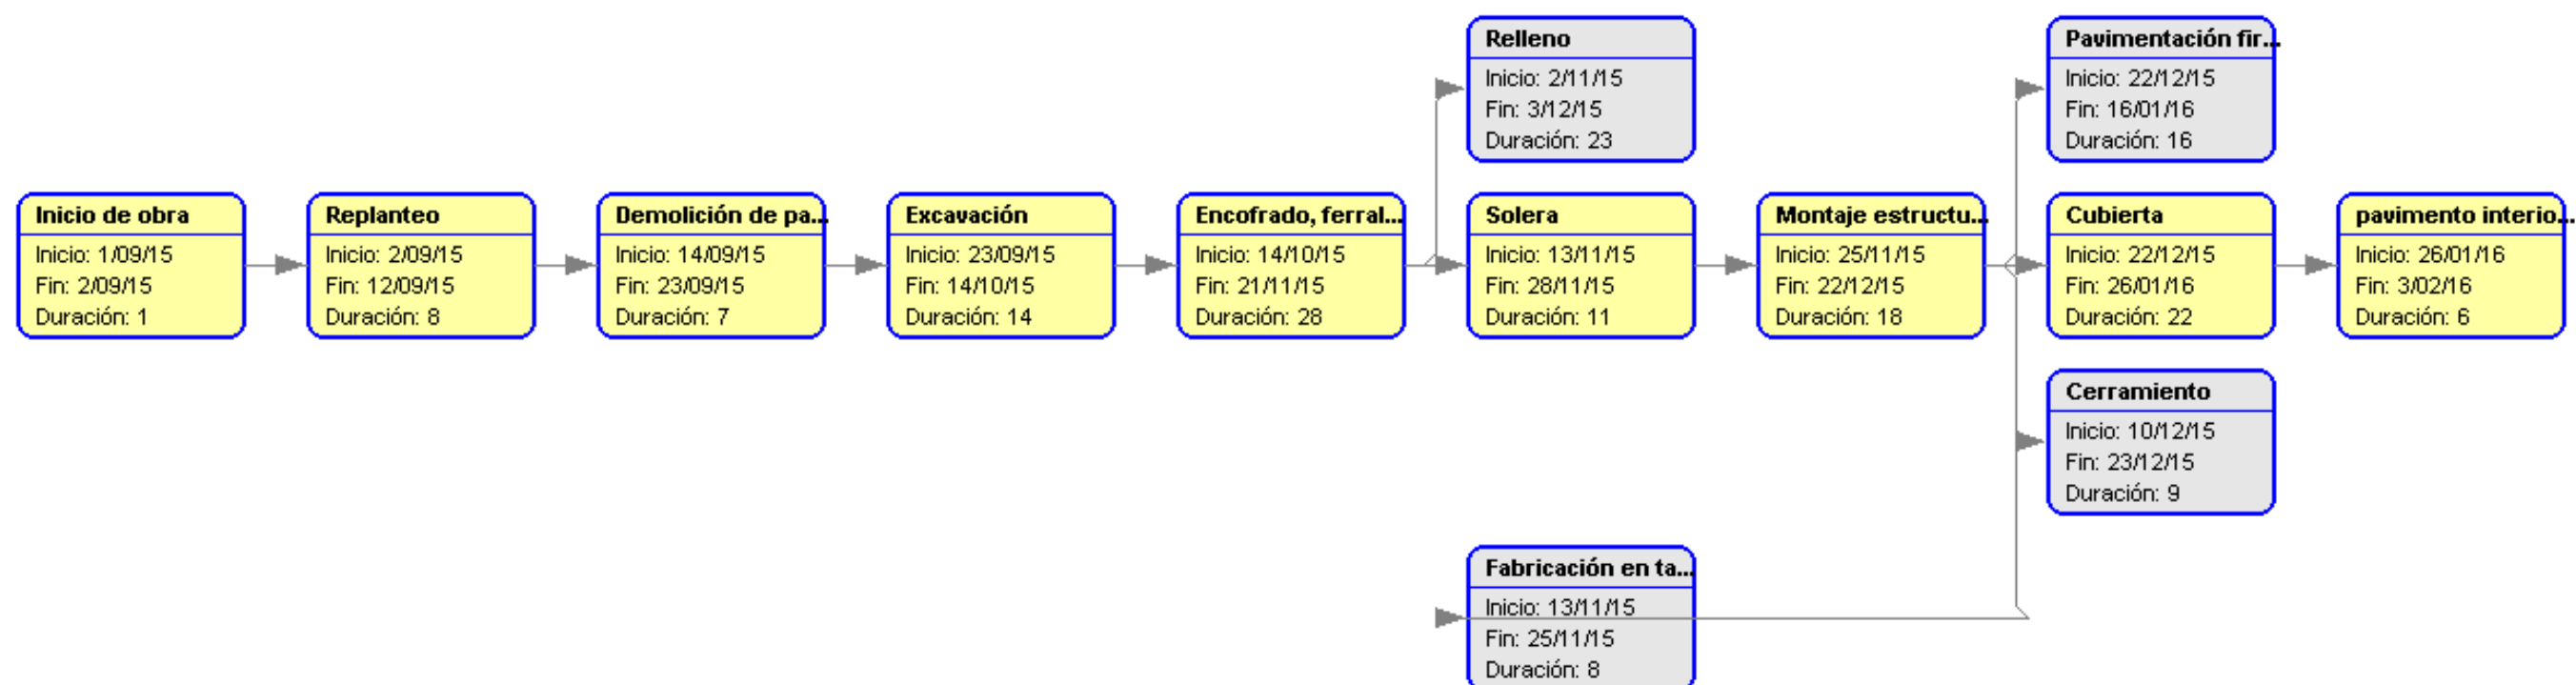 Relleno
Inicio: 2/11/15
Fin: 3/12/15
Duración: 23
Pavimentación fir...
Inicio: 22/12/15
Fin: 16/01/16
Duración: 16
Inicio de obra
Inicio: 1/09/15
Fin: 2/09/15
Duración: 1
Replanteo
Inicio: 2/09/15
Fin: 12/09/15
Duración: 8
Demolición de pa...
Inicio: 14/09/15
Fin: 23/09/15
Duración: 7
Excavación
Inicio: 23/09/15
Fin: 14/10/15
Duración: 14
Encofrado, ferral...
Inicio: 14/10/15
Fin: 21/11/15
Duración: 28
Solera
Inicio: 13/11/15
Fin: 28/11/15
Duración: 11
Montaje estructu...
Inicio: 25/11/15
Fin: 22/12/15
Duración: 18
Cubierta
Inicio: 22/12/15
Fin: 26/01/16
Duración: 22
pavimento interio...
Inicio: 26/01/16
Fin: 3/02/16
Duración: 6
Cerramiento
Inicio: 10/12/15
Fin: 23/12/15
Duración: 9
Fabricación en ta...
Inicio: 13/11/15
Fin: 25/11/15
Duración: 8